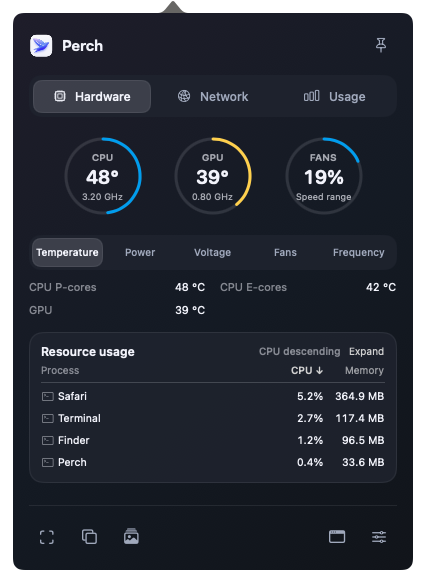 Perch
Hardware Network Usage
CPU GPU FANS
48° 39° 19%
3.20 GHz 0.80 GHz Speed range
Temperature Power Voltage Fans Frequency
CPU P-cores 48 °C CPU E-cores 42 °C
GPU 39 °C
Resource usage CPU descending Expand
Process CPU ↓ Memory
Safari 5.2% 364.9 MB
Terminal 2.7% 117.4 MB
Finder 1.2% 96.5 MB
Perch 0.4% 33.6 MB